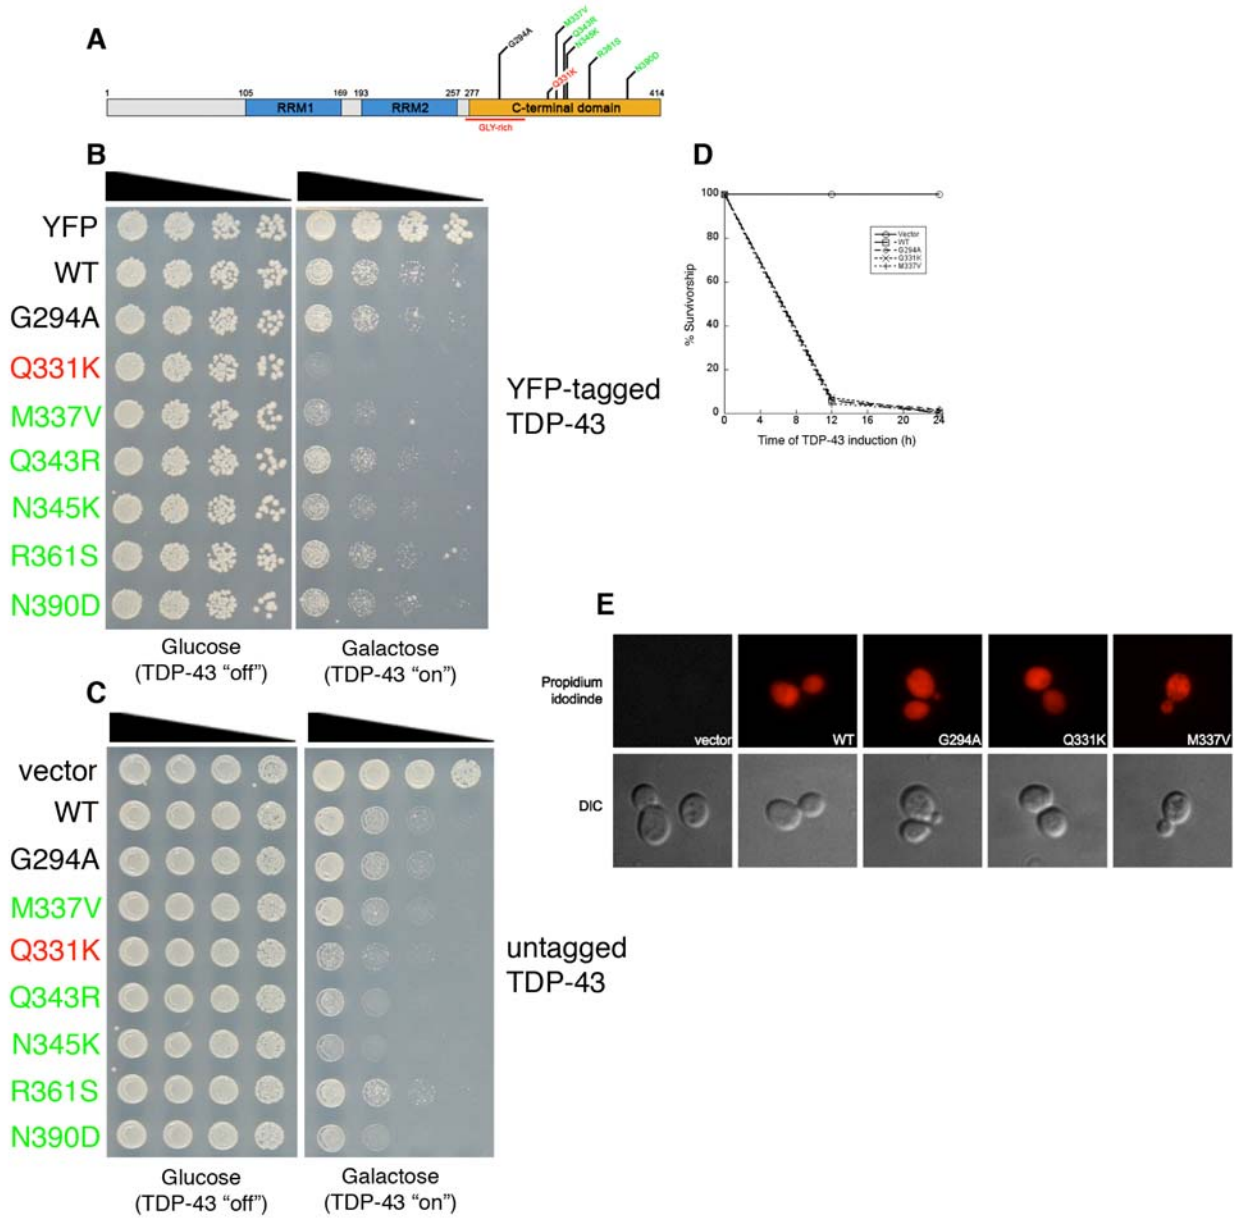 A
G294A
M337V
Q343R
N345K
Q331K
R361S
N390D
1 105 169 193 257 277 414
RRM1 RRM2 C-terminal domain
GLY-rich
B
YFP
WT
G294A
Q331K
M337V
Q343R
N345K
R361S
N390D
Glucose
(TDP-43 “off”)
Galactose
(TDP-43 “on”)
YFP-tagged
TDP-43
C
vector
WT
G294A
M337V
Q331K
Q343R
N345K
R361S
N390D
Glucose
(TDP-43 “off”)
Galactose
(TDP-43 “on”)
untagged
TDP-43
D
% Survivorship
100
80
60
40
20
0
0 4 8 12 16 20 24
Time of TDP-43 induction (h)
Vector
WT
G294A
Q331K
M337V
E
Propidium
idodinde
vector WT G294A Q331K M337V
DIC